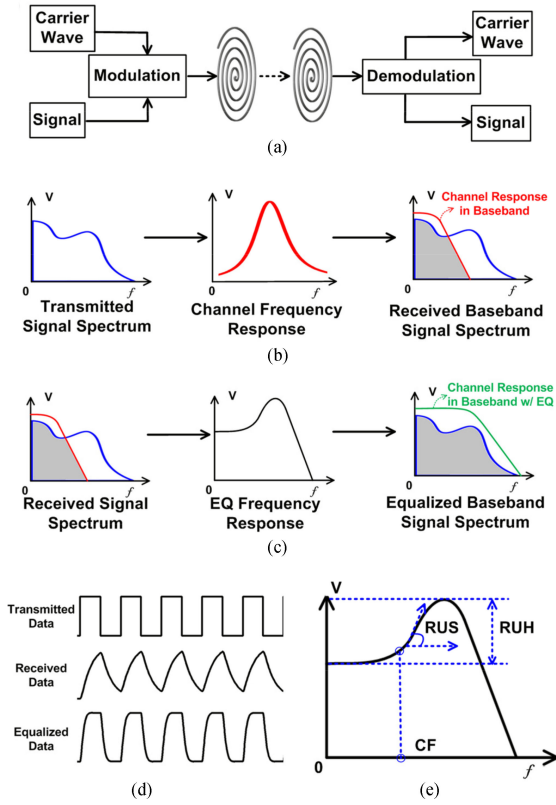 Carrier
Wave
Modulation
Signal
Demodulation
Carrier
Wave
Signal
(a)
V
0
f
Transmitted
Signal Spectrum
V
0
f
Channel Frequency
Response
V
Channel Response
in Baseband
0
f
Received Baseband
Signal Spectrum
(b)
V
0
f
Received Signal
Spectrum
V
0
f
EQ Frequency
Response
V
Channel Response
in Baseband w/ EQ
0
f
Equalized Baseband
Signal Spectrum
(c)
Transmitted
Data
Received
Data
Equalized
Data
(d)
V
RUS
RUH
CF
0
f
(e)